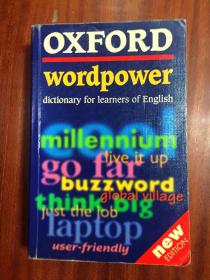 OXFORD
wordpower
dictionary for learners of English
millennium
live it up
go far
buzzword
global village
think big
just the job
laptop
user-friendly
new
EDITION